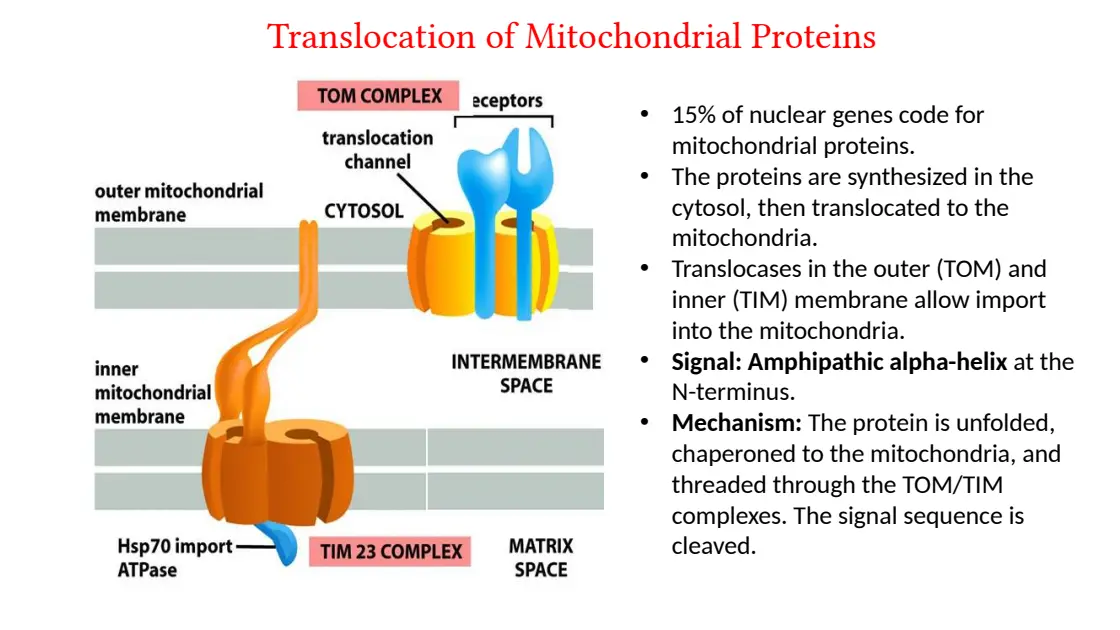 Translocation of Mitochondrial Proteins
TOM COMPLEX
eceptors
translocation
channel
outer mitochondrial
membrane
CYTOSOL
INTERMEMBRANE
SPACE
inner
mitochondrial
membrane
Hsp70 import
ATPase
TIM 23 COMPLEX
MATRIX
SPACE
• 15% of nuclear genes code for
mitochondrial proteins.
• The proteins are synthesized in the
cytosol, then translocated to the
mitochondria.
• Translocases in the outer (TOM) and
inner (TIM) membrane allow import
into the mitochondria.
• Signal: Amphipathic alpha-helix at the
N-terminus.
• Mechanism: The protein is unfolded,
chaperoned to the mitochondria, and
threaded through the TOM/TIM
complexes. The signal sequence is
cleaved.